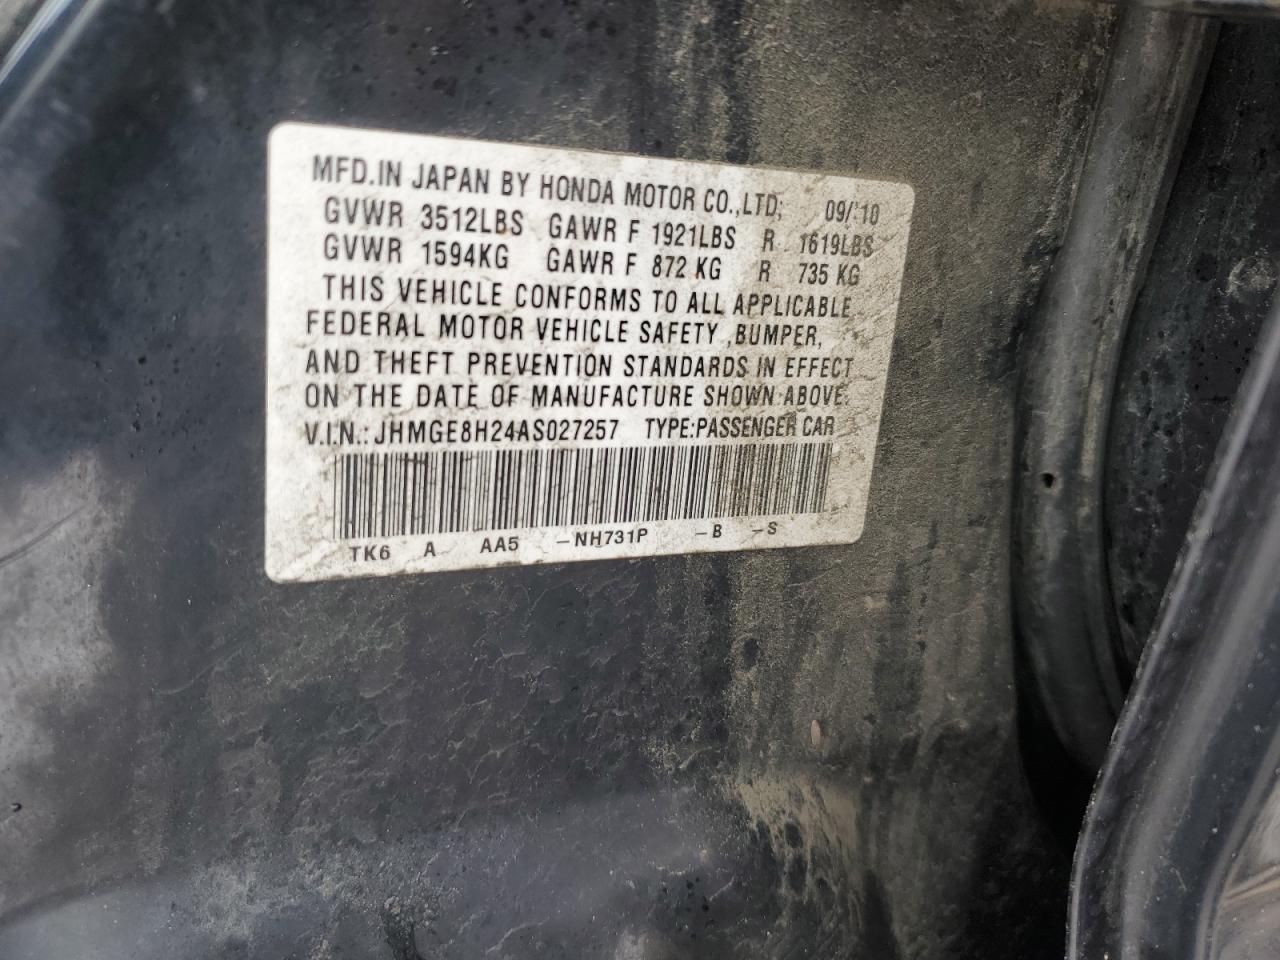 MFD.IN JAPAN BY HONDA MOTOR CO.,LTD; 09/'10
GVWR 3512LBS GAWR F 1921LBS R 1619LBS
GVWR 1594KG GAWR F 872 KG R 735 KG
THIS VEHICLE CONFORMS TO ALL APPLICABLE
FEDERAL MOTOR VEHICLE SAFETY ,BUMPER,
AND THEFT PREVENTION STANDARDS IN EFFECT
ON THE DATE OF MANUFACTURE SHOWN ABOVE.
V.I.N.: JHMGE8H24AS027257 TYPE:PASSENGER CAR
TK6 A AA5 -NH731P -B -S